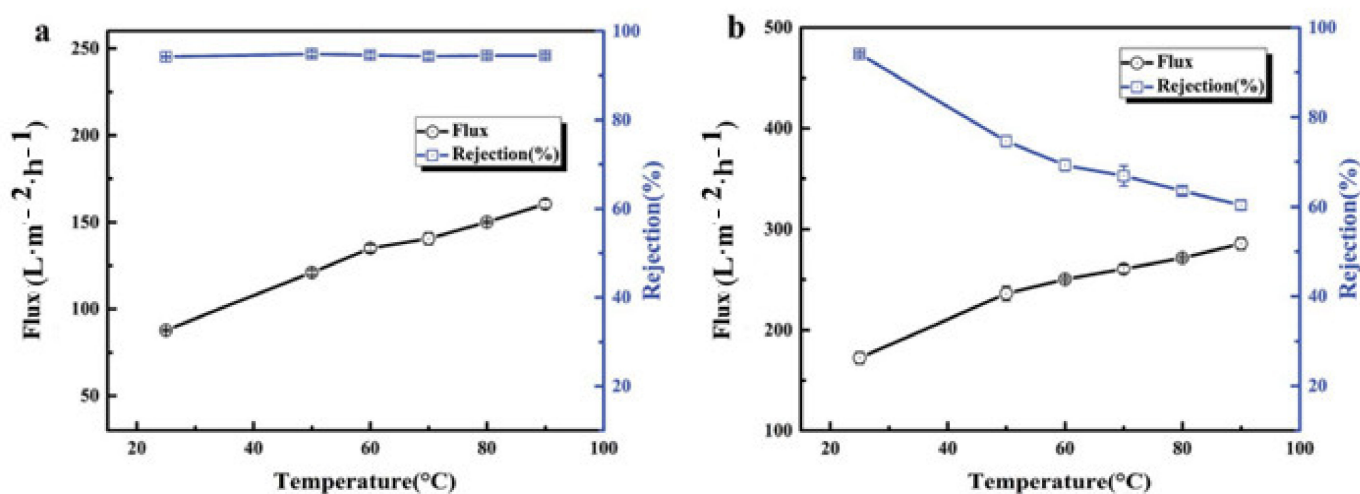 a
250
200
150
100
50
Flux (L·m⁻²·h⁻¹)
Flux
Rejection(%)
100
80
60
40
20
Rejection(%)
20 40 60 80 100
Temperature(°C)
b
500
400
300
200
100
Flux (L·m⁻²·h⁻¹)
Flux
Rejection(%)
100
80
60
40
20
Rejection(%)
20 40 60 80 100
Temperature(°C)